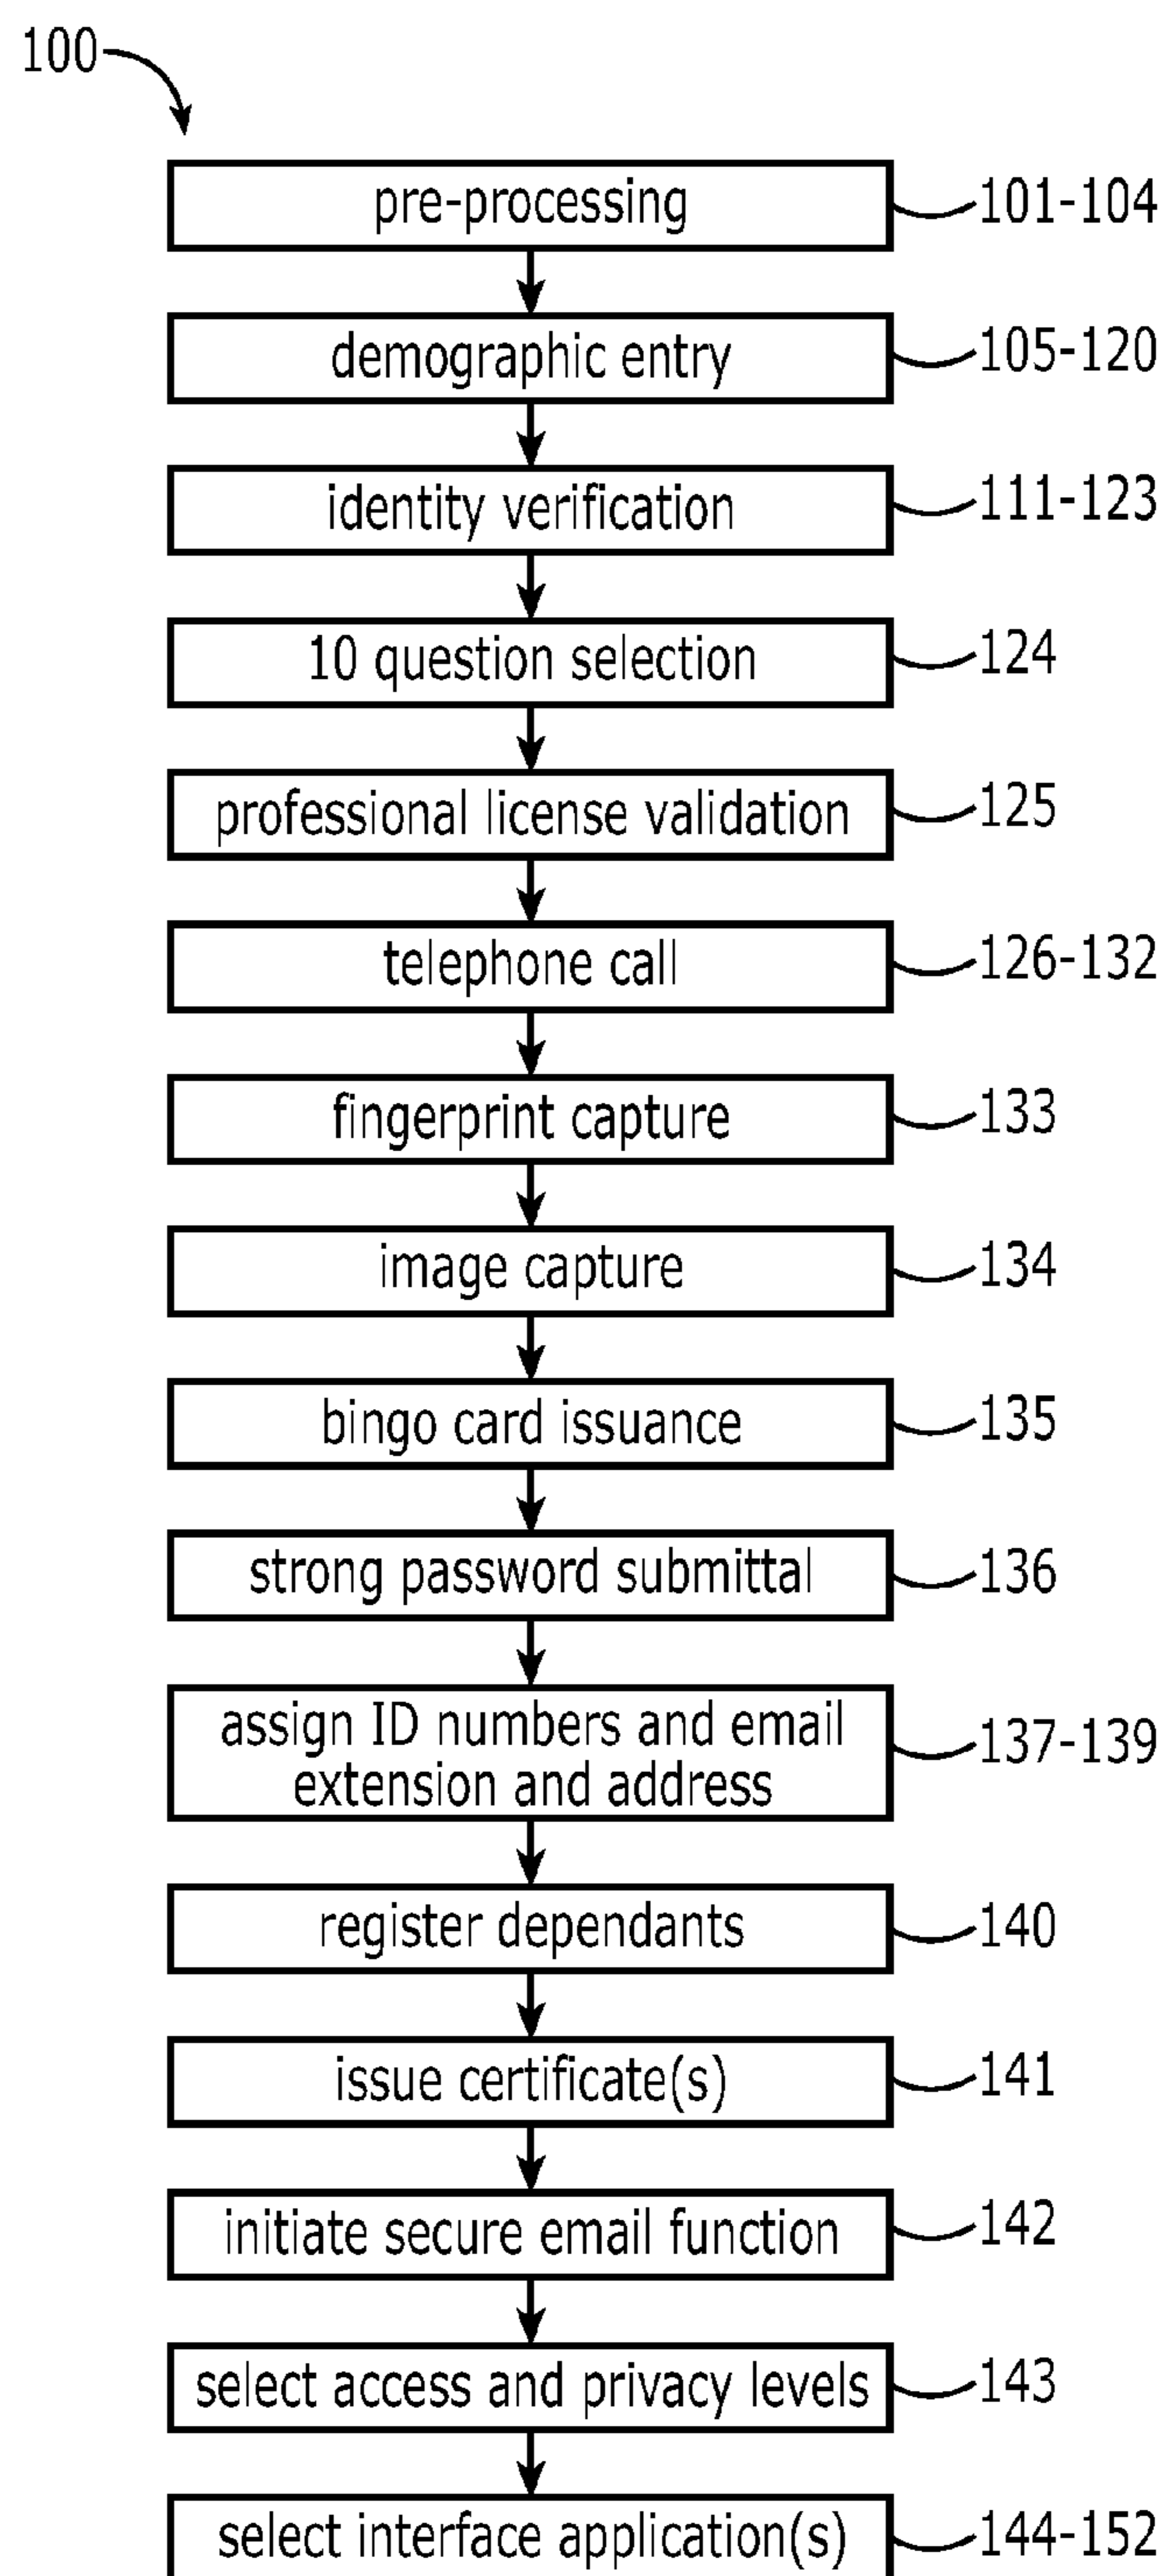 100
pre-processing 101-104
demographic entry 105-120
identity verification 111-123
10 question selection 124
professional license validation 125
telephone call 126-132
fingerprint capture 133
image capture 134
bingo card issuance 135
strong password submittal 136
assign ID numbers and email
extension and address 137-139
register dependants 140
issue certificate(s) 141
initiate secure email function 142
select access and privacy levels 143
select interface application(s) 144-152